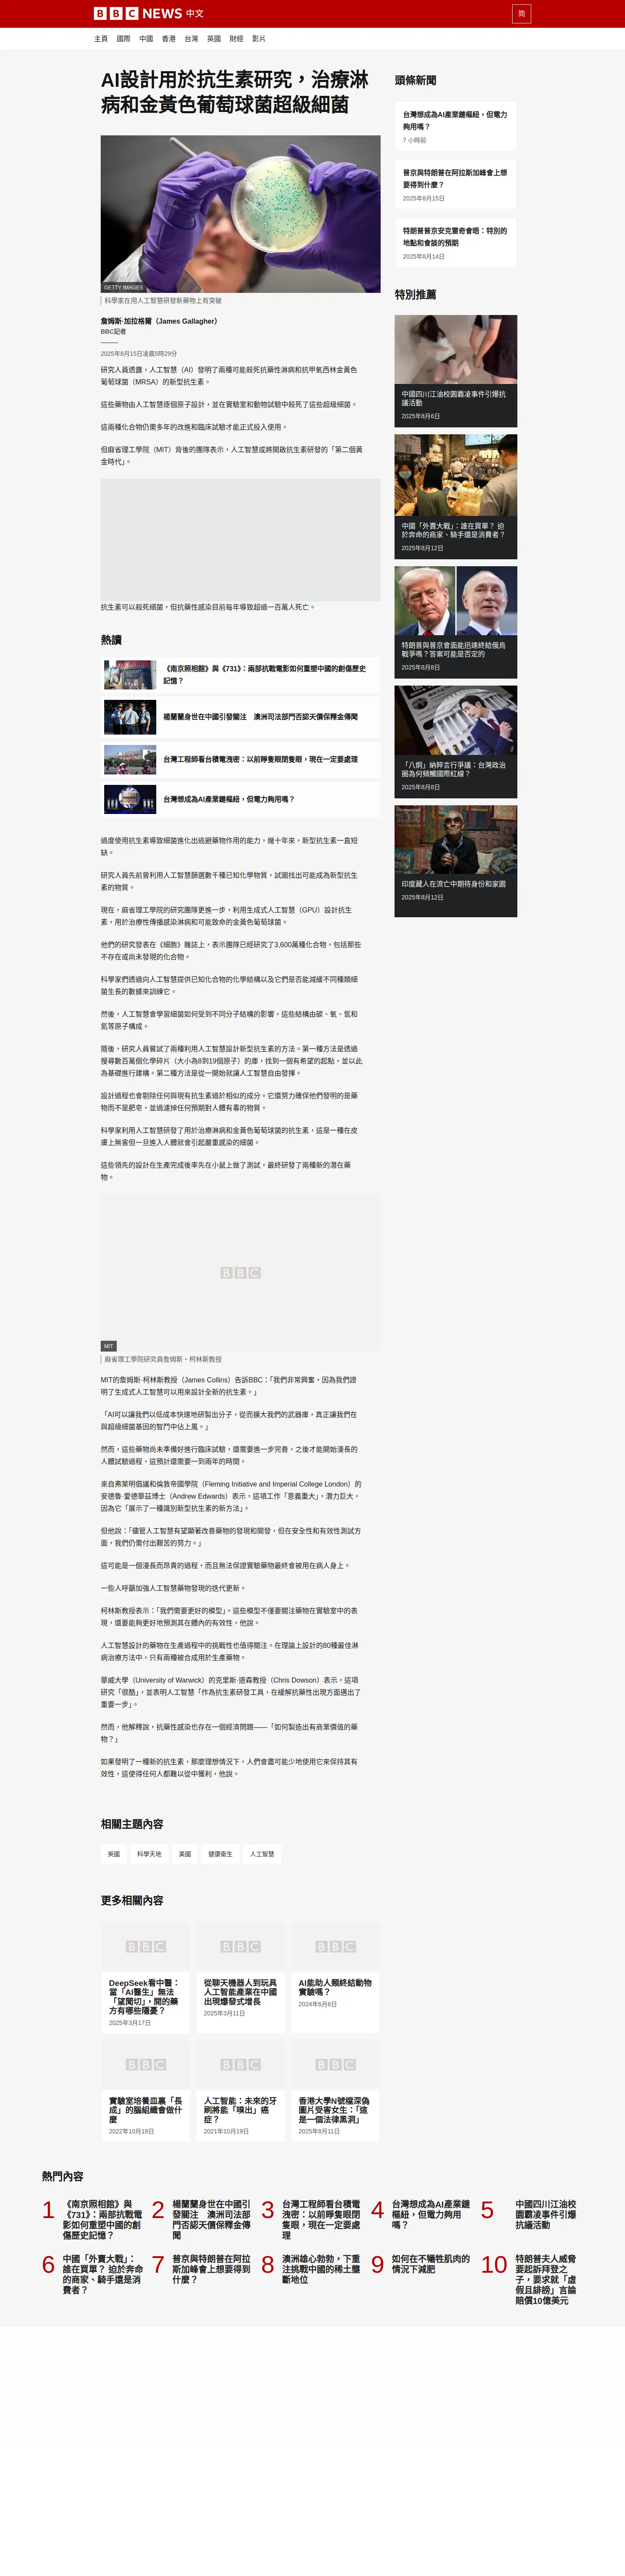 BBC NEWS 中文
简
主頁 國際 中國 香港 台灣 英國 財經 影片
AI設計用於抗生素研究，治療淋
病和金黃色葡萄球菌超級細菌
GETTY IMAGES
科學家在用人工智慧研發新藥物上有突破
詹姆斯·加拉格爾（James Gallagher）
BBC記者
2025年8月15日凌晨5時29分
研究人員透露，人工智慧（AI）發明了兩種可能殺死抗藥性淋病和抗甲氧西林金黃色
葡萄球菌（MRSA）的新型抗生素。
這些藥物由人工智慧逐個原子設計，並在實驗室和動物試驗中殺死了這些超級細菌。
這兩種化合物仍需多年的改進和臨床試驗才能正式投入使用。
但麻省理工學院（MIT）背後的團隊表示，人工智慧或將開啟抗生素研發的「第二個黃
金時代」。
抗生素可以殺死細菌，但抗藥性感染目前每年導致超過一百萬人死亡。
熱讀
《南京照相館》與《731》：兩部抗戰電影如何重塑中國的創傷歷史
記憶？
楊蘭蘭身世在中國引發關注　澳洲司法部門否認天價保釋金傳聞
台灣工程師看台積電洩密：以前睜隻眼閉隻眼，現在一定要處理
台灣想成為AI產業鏈樞紐，但電力夠用嗎？
過度使用抗生素導致細菌進化出逃避藥物作用的能力，幾十年來，新型抗生素一直短
缺。
研究人員先前曾利用人工智慧篩選數千種已知化學物質，試圖找出可能成為新型抗生
素的物質。
現在，麻省理工學院的研究團隊更進一步，利用生成式人工智慧（GPU）設計抗生
素，用於治療性傳播感染淋病和可能致命的金黃色葡萄球菌。
他們的研究發表在《細胞》雜誌上，表示團隊已經研究了3,600萬種化合物，包括那些
不存在或尚未發現的化合物。
科學家們透過向人工智慧提供已知化合物的化學結構以及它們是否能減緩不同種類細
菌生長的數據來訓練它。
然後，人工智慧會學習細菌如何受到不同分子結構的影響，這些結構由碳、氧、氫和
氮等原子構成。
隨後，研究人員嘗試了兩種利用人工智慧設計新型抗生素的方法。第一種方法是透過
搜尋數百萬個化學碎片（大小為8到19個原子）的庫，找到一個有希望的起點，並以此
為基礎進行建構。第二種方法是從一開始就讓人工智慧自由發揮。
設計過程也會剔除任何與現有抗生素過於相似的成分。它還努力確保他們發明的是藥
物而不是肥皂，並過濾掉任何預期對人體有毒的物質。
科學家利用人工智慧研發了用於治療淋病和金黃色葡萄球菌的抗生素，這是一種在皮
膚上無害但一旦進入人體就會引起嚴重感染的細菌。
這些領先的設計在生產完成後率先在小鼠上做了測試，最終研發了兩種新的潛在藥
物。
BBC
MIT
麻省理工學院研究員詹姆斯・柯林斯教授
MIT的詹姆斯·柯林斯教授（James Collins）告訴BBC：「我們非常興奮，因為我們證
明了生成式人工智慧可以用來設計全新的抗生素。」
「AI可以讓我們以低成本快速地研製出分子，從而擴大我們的武器庫，真正讓我們在
與超級細菌基因的智鬥中佔上風。」
然而，這些藥物尚未準備好進行臨床試驗，還需要進一步完善，之後才能開始漫長的
人體試驗過程，這預計還需要一到兩年的時間。
來自弗萊明倡議和倫敦帝國學院（Fleming Initiative and Imperial College London）的
安德魯·愛德華茲博士（Andrew Edwards）表示，這項工作「意義重大」，潛力巨大，
因為它「展示了一種識別新型抗生素的新方法」。
但他說：「儘管人工智慧有望顯著改善藥物的發現和開發，但在安全性和有效性測試方
面，我們仍需付出艱苦的努力。」
這可能是一個漫長而昂貴的過程，而且無法保證實驗藥物最終會被用在病人身上。
一些人呼籲加強人工智慧藥物發現的迭代更新。
柯林斯教授表示：「我們需要更好的模型」。這些模型不僅要關注藥物在實驗室中的表
現，還要能夠更好地預測其在體內的有效性，他說。
人工智慧設計的藥物在生產過程中的挑戰性也值得關注。在理論上設計的80種最佳淋
病治療方法中，只有兩種被合成用於生產藥物。
華威大學（University of Warwick）的克里斯·道森教授（Chris Dowson）表示，這項
研究「很酷」，並表明人工智慧「作為抗生素研發工具，在緩解抗藥性出現方面邁出了
重要一步」。
然而，他解釋說，抗藥性感染也存在一個經濟問題——「如何製造出有商業價值的藥
物？」
如果發明了一種新的抗生素，那麼理想情況下，人們會盡可能少地使用它來保持其有
效性，這使得任何人都難以從中獲利，他說。
相關主題內容
英國 科學天地 美國 健康衛生 人工智慧
更多相關內容
BBC BBC BBC
DeepSeek看中醫：
當「AI醫生」無法
「望聞切」，開的藥
方有哪些隱憂？
2025年3月17日
從聊天機器人到玩具
人工智能產業在中國
出現爆發式增長
2025年3月11日
AI能助人類終結動物
實驗嗎？
2024年6月6日
BBC BBC BBC
實驗室培養皿裏「長
成」的腦組織會做什
麼
2022年10月18日
人工智能：未來的牙
刷將能「嗅出」癌
症？
2021年10月19日
香港大學N號檔深偽
圖片受害女生：「這
是一個法律黑洞」
2025年8月11日
頭條新聞
台灣想成為AI產業鏈樞紐，但電力
夠用嗎？
7 小時前
普京與特朗普在阿拉斯加峰會上想
要得到什麼？
2025年8月15日
特朗普普京安克雷奇會晤：特別的
地點和會談的預期
2025年8月14日
特別推薦
中國四川江油校園霸凌事件引爆抗
議活動
2025年8月6日
中國「外賣大戰」：誰在買單？ 迫
於奔命的商家、騎手還是消費者？
2025年8月12日
特朗普與普京會面能迅速終結俄烏
戰爭嗎？答案可能是否定的
2025年8月8日
「八炯」納粹言行爭議：台灣政治
圈為何頻觸國際紅線？
2025年8月8日
印度藏人在流亡中期待身份和家園
2025年8月12日
熱門內容
1
《南京照相館》與
《731》：兩部抗戰電
影如何重塑中國的創
傷歷史記憶？
2
楊蘭蘭身世在中國引
發關注　澳洲司法部
門否認天價保釋金傳
聞
3
台灣工程師看台積電
洩密：以前睜隻眼閉
隻眼，現在一定要處
理
4
台灣想成為AI產業鏈
樞紐，但電力夠用
嗎？
5
中國四川江油校
園霸凌事件引爆
抗議活動
6
中國「外賣大戰」：
誰在買單？ 迫於奔命
的商家、騎手還是消
費者？
7
普京與特朗普在阿拉
斯加峰會上想要得到
什麼？
8
澳洲雄心勃勃，下重
注挑戰中國的稀土壟
斷地位
9
如何在不犧牲肌肉的
情況下減肥
10
特朗普夫人威脅
要起訴拜登之
子，要求就「虛
假且誹謗」言論
賠償10億美元